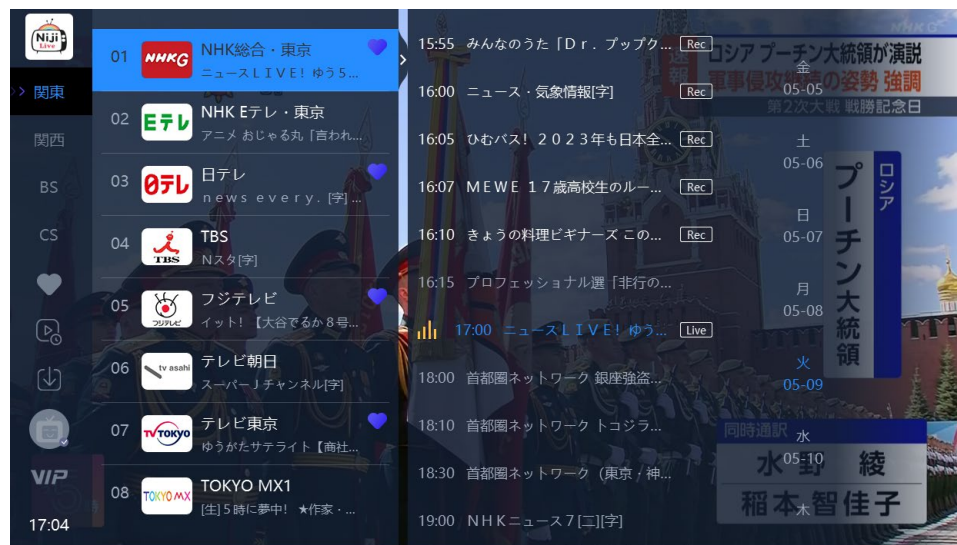 Niji
Live
関東
関西
BS
CS
VIP
17:04
01 NHKG NHK総合・東京
ニュースLIVE! ゆう5...
02 Eテレ NHK Eテレ・東京
アニメ おじゃる丸「言われ...
03 日テレ 日テレ
news every.[字]...
04 TBS TBS
Nスタ[字]
05 フジテレビ フジテレビ
イット!【大谷でるか8号...
06 tv asahi テレビ朝日
スーパーJチャンネル[字]
07 TV TOKYO テレビ東京
ゆうがたサテライト【商社...
08 TOKYO MX TOKYO MX1
[生]5時に夢中! ★作家・...
15:55 みんなのうた「Dr.プップク... Rec
16:00 ニュース・気象情報[字] Rec
16:05 ひむバス!2023年も日本全... Rec
16:07 MEWE 17歳高校生のルー... Rec
16:10 きょうの料理ビギナーズ この... Rec
16:15 プロフェッショナル選「非行の...
17:00 ニュースLIVE! ゆう... Live
18:00 首都圏ネットワーク 銀座強盗...
18:10 首都圏ネットワーク トコジラ...
18:30 首都圏ネットワーク (東京・神...
19:00 NHKニュース7[二][字]
金
05-05
土
05-06
日
05-07
月
05-08
火
05-09
水
05-10
木
NHK G
速報
ロシア プーチン大統領が演説
軍事侵攻継続の姿勢 強調
第2次大戦 戦勝記念日
ロシア
プーチン大統領
同時通訳
水野 綾
稲本智佳子